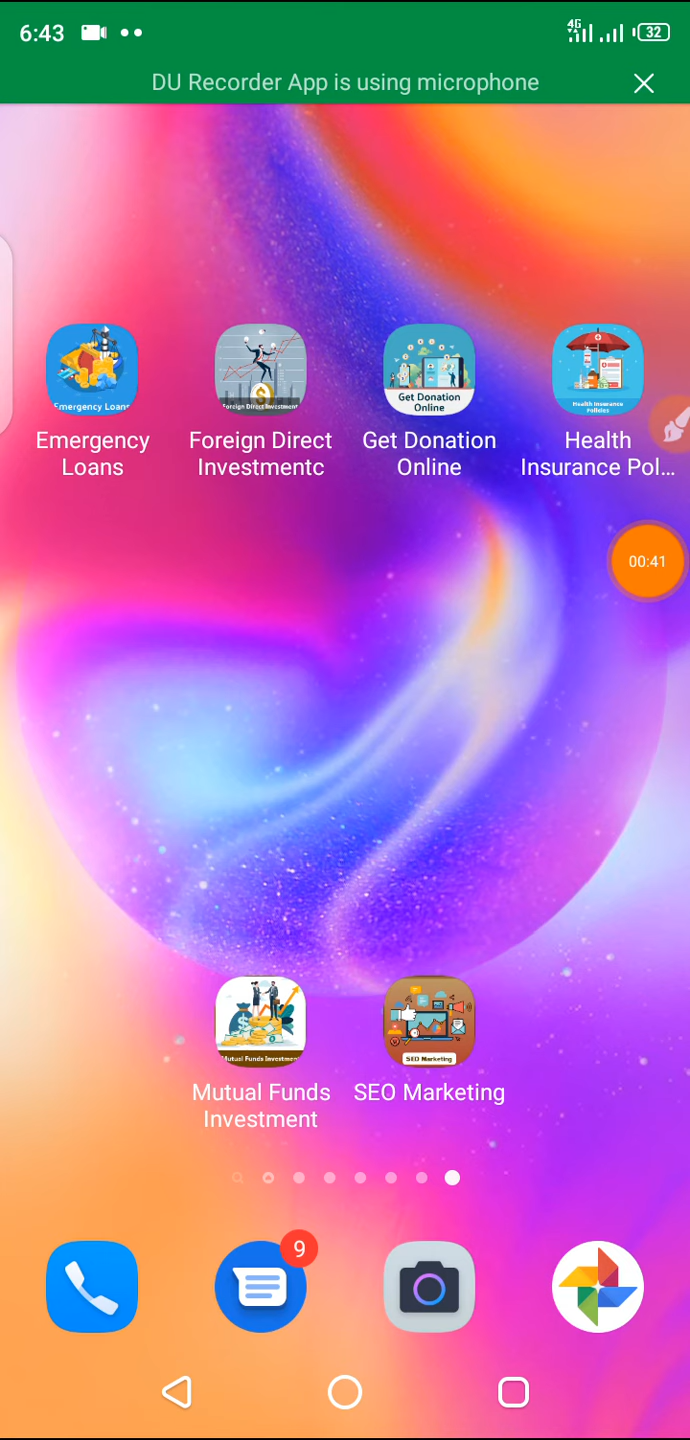 6:43
4G
32
DU Recorder App is using microphone
Emergency Loans
Foreign Direct Investment
Get Donation
Online
Health Insurance
Policies
Emergency
Loans
Foreign Direct
Investmentc
Get Donation
Online
Health
Insurance Pol...
00:41
Mutual Funds Investment
SEO Marketing
Mutual Funds
Investment
SEO Marketing
9